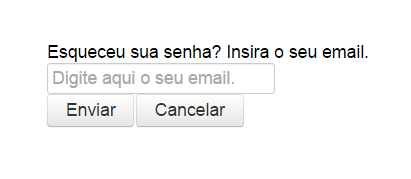 Esqueceu sua senha? Insira o seu email.
Digite aqui o seu email.
Enviar Cancelar